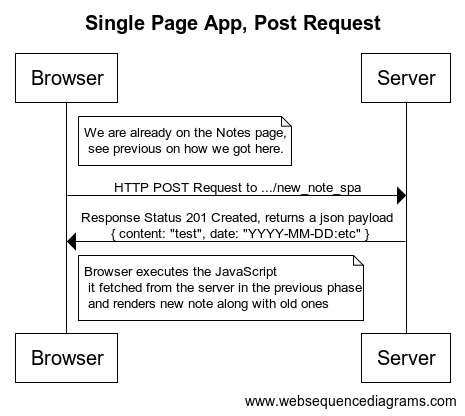 Single Page App, Post Request
Browser
Server
We are already on the Notes page,
see previous on how we got here.
HTTP POST Request to .../new_note_spa
Response Status 201 Created, returns a json payload
{ content: "test", date: "YYYY-MM-DD:etc" }
Browser executes the JavaScript
it fetched from the server in the previous phase
and renders new note along with old ones
Browser
Server
www.websequencediagrams.com